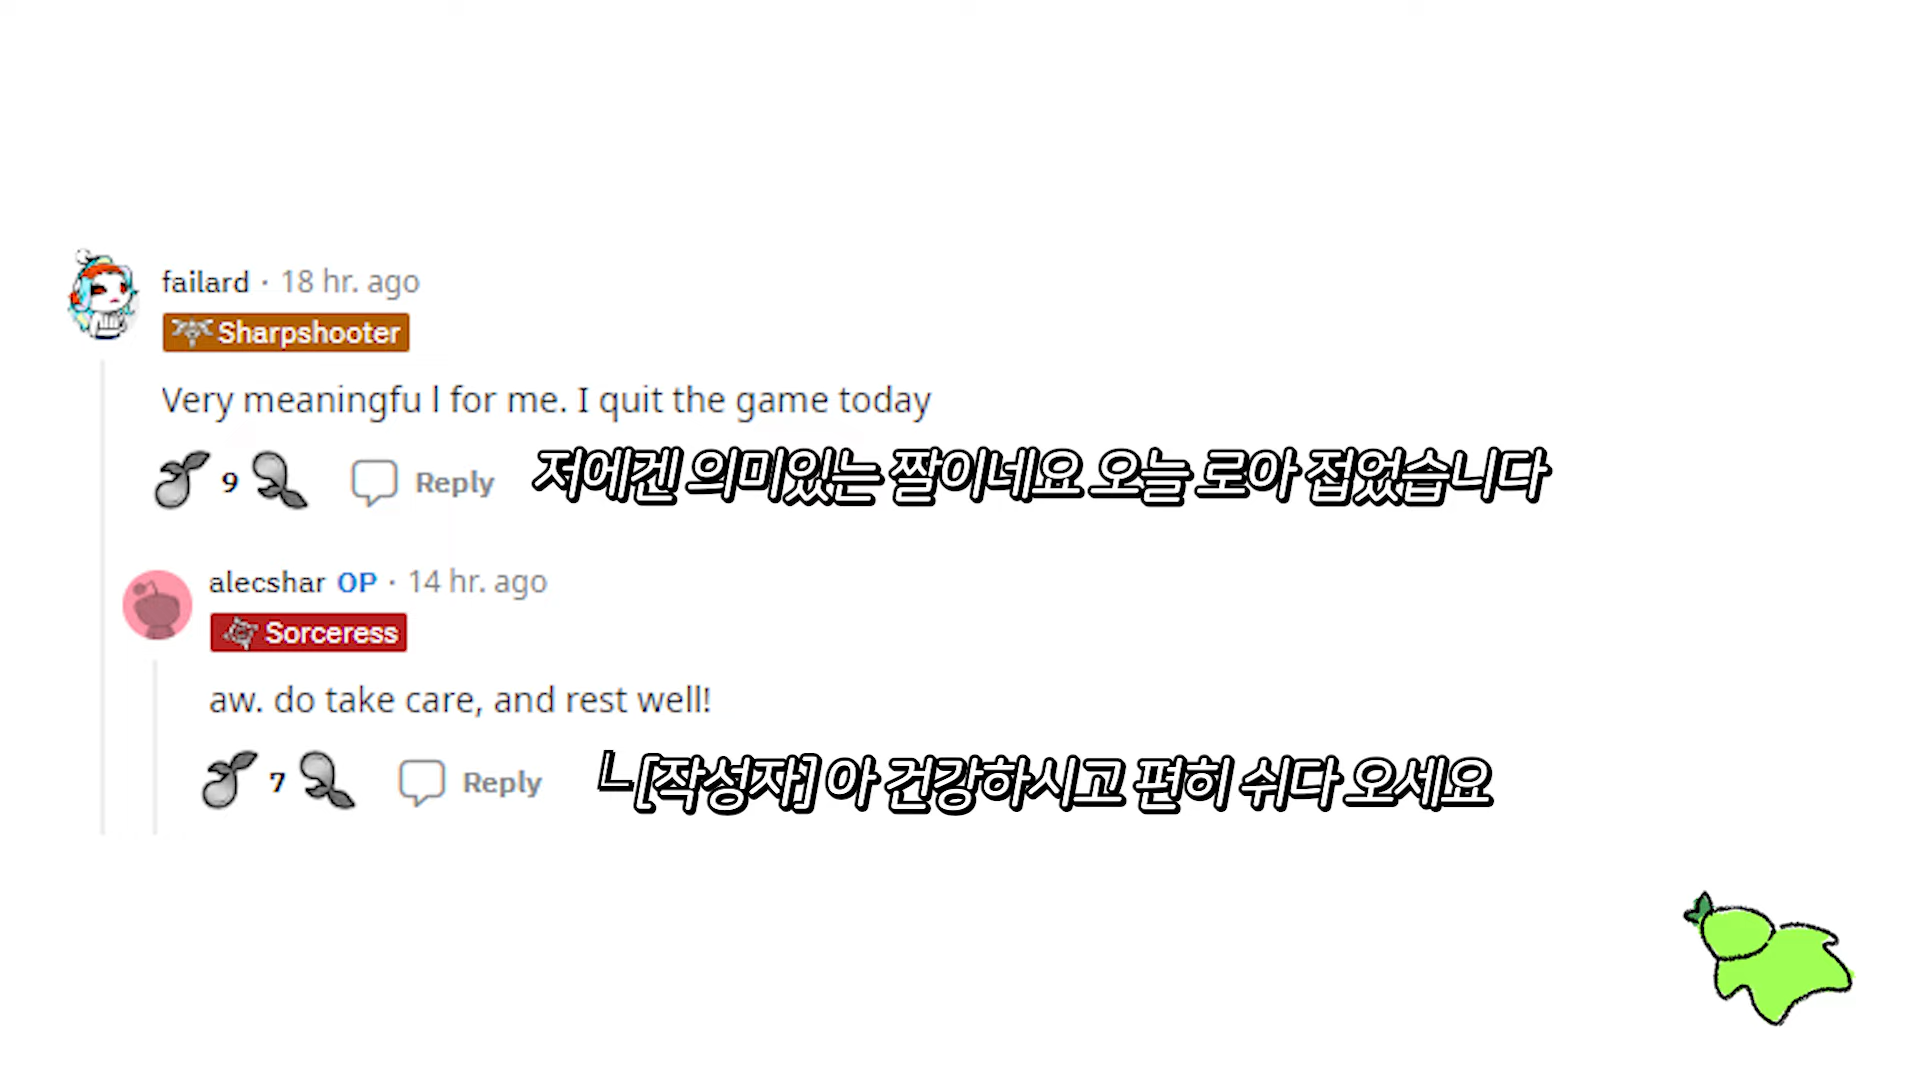 failard · 18 hr. ago
Sharpshooter
Very meaningfu l for me. I quit the game today
9 Reply 저에겐 의미있는 짤이네요 오늘 로아 접었습니다
alecshar OP · 14 hr. ago
Sorceress
aw. do take care, and rest well!
7 Reply ㄴ[작성자] 아 건강하시고 편히 쉬다 오세요